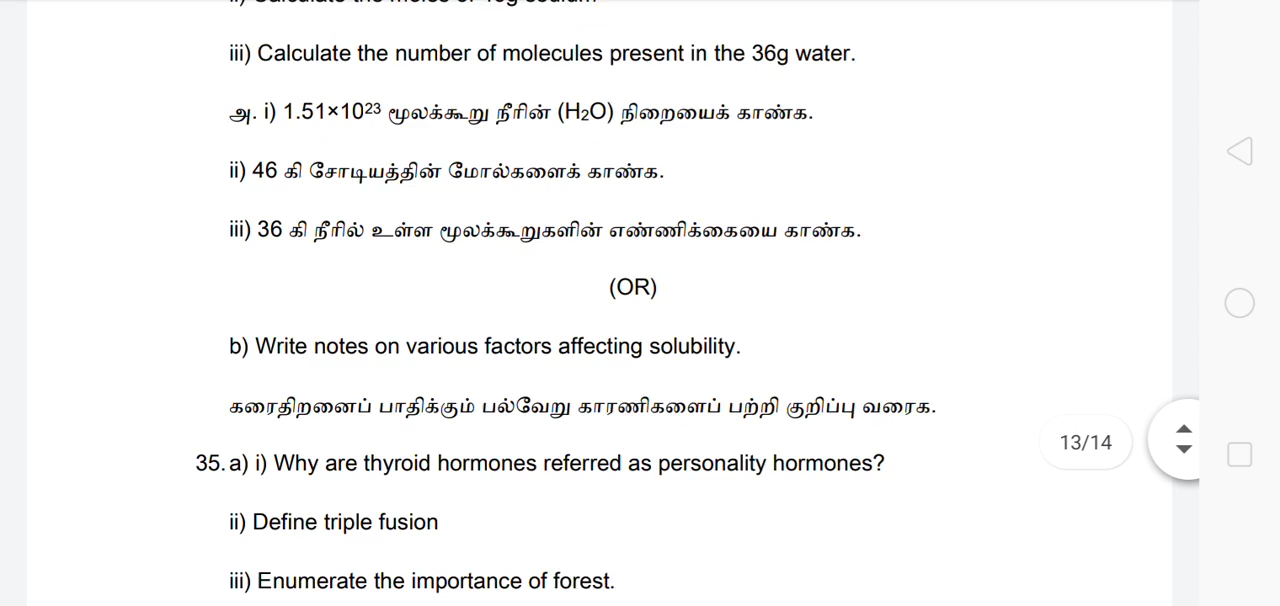 iii) Calculate the number of molecules present in the 36g water.
அ. i) 1.51×10²³ மூலக்கூறு நீரின் (H₂O) நிறையைக் காண்க.
ii) 46 கி சோடியத்தின் மோல்களைக் காண்க.
iii) 36 கி நீரில் உள்ள மூலக்கூறுகளின் எண்ணிக்கையை காண்க.
(OR)
b) Write notes on various factors affecting solubility.
கரைதிறனைப் பாதிக்கும் பல்வேறு காரணிகளைப் பற்றி குறிப்பு வரைக.
13/14
35. a) i) Why are thyroid hormones referred as personality hormones?
ii) Define triple fusion
iii) Enumerate the importance of forest.